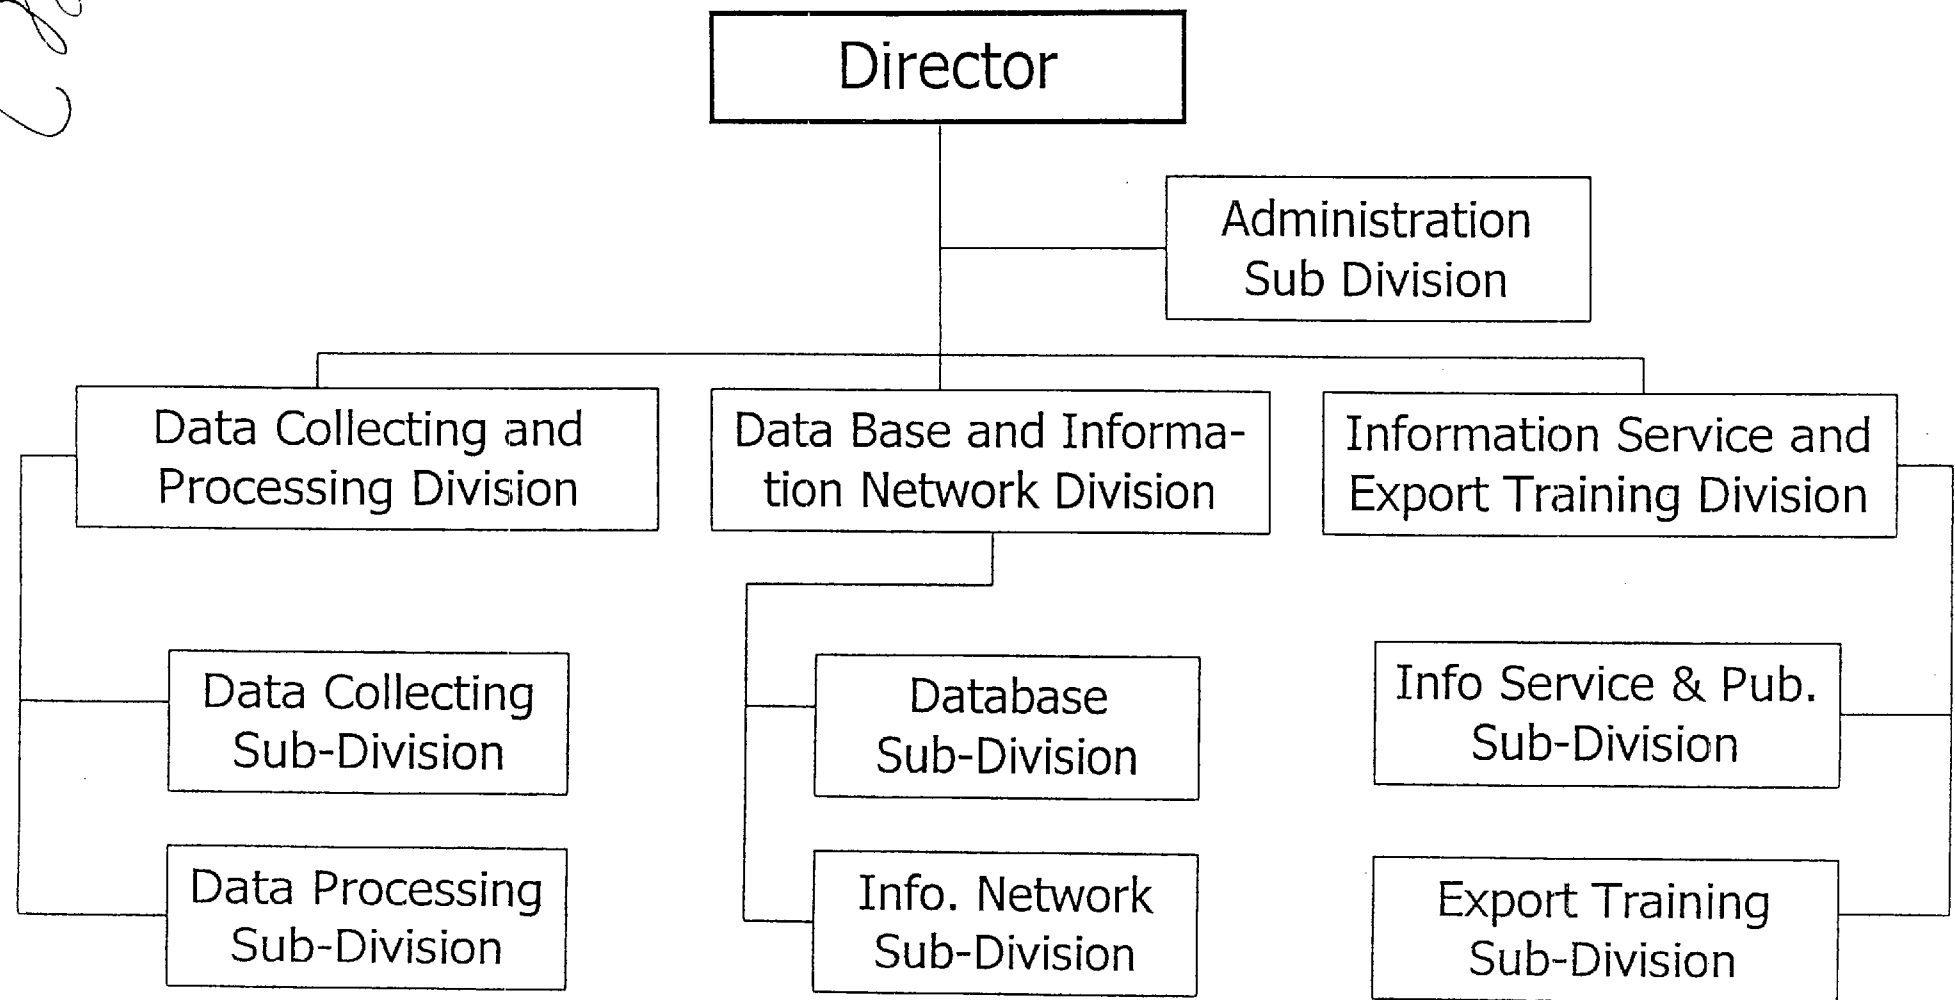 Director
Administration
Sub Division
Data Collecting and
Processing Division
Data Base and Informa-
tion Network Division
Information Service and
Export Training Division
Data Collecting
Sub-Division
Database
Sub-Division
Info Service & Pub.
Sub-Division
Data Processing
Sub-Division
Info. Network
Sub-Division
Export Training
Sub-Division